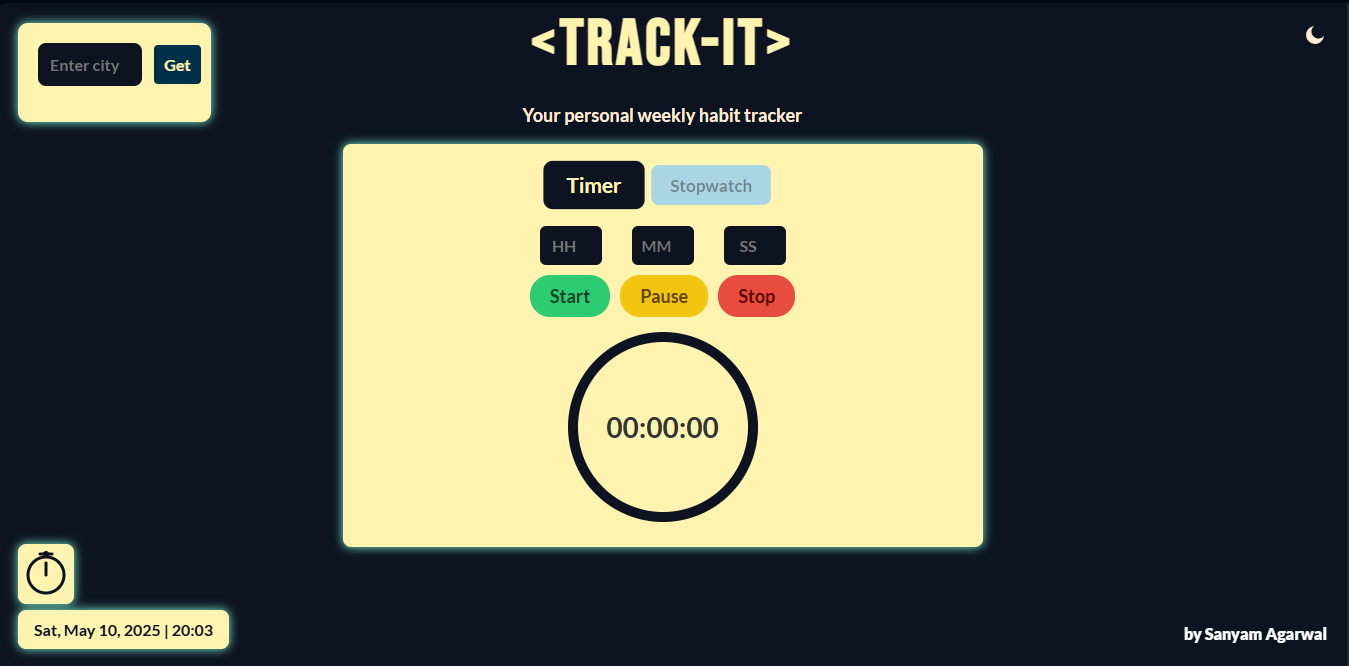 <TRACK-IT>
Enter city Get
Your personal weekly habit tracker
Timer Stopwatch
HH MM SS
Start Pause Stop
00:00:00
Sat, May 10, 2025 | 20:03
by Sanyam Agarwal